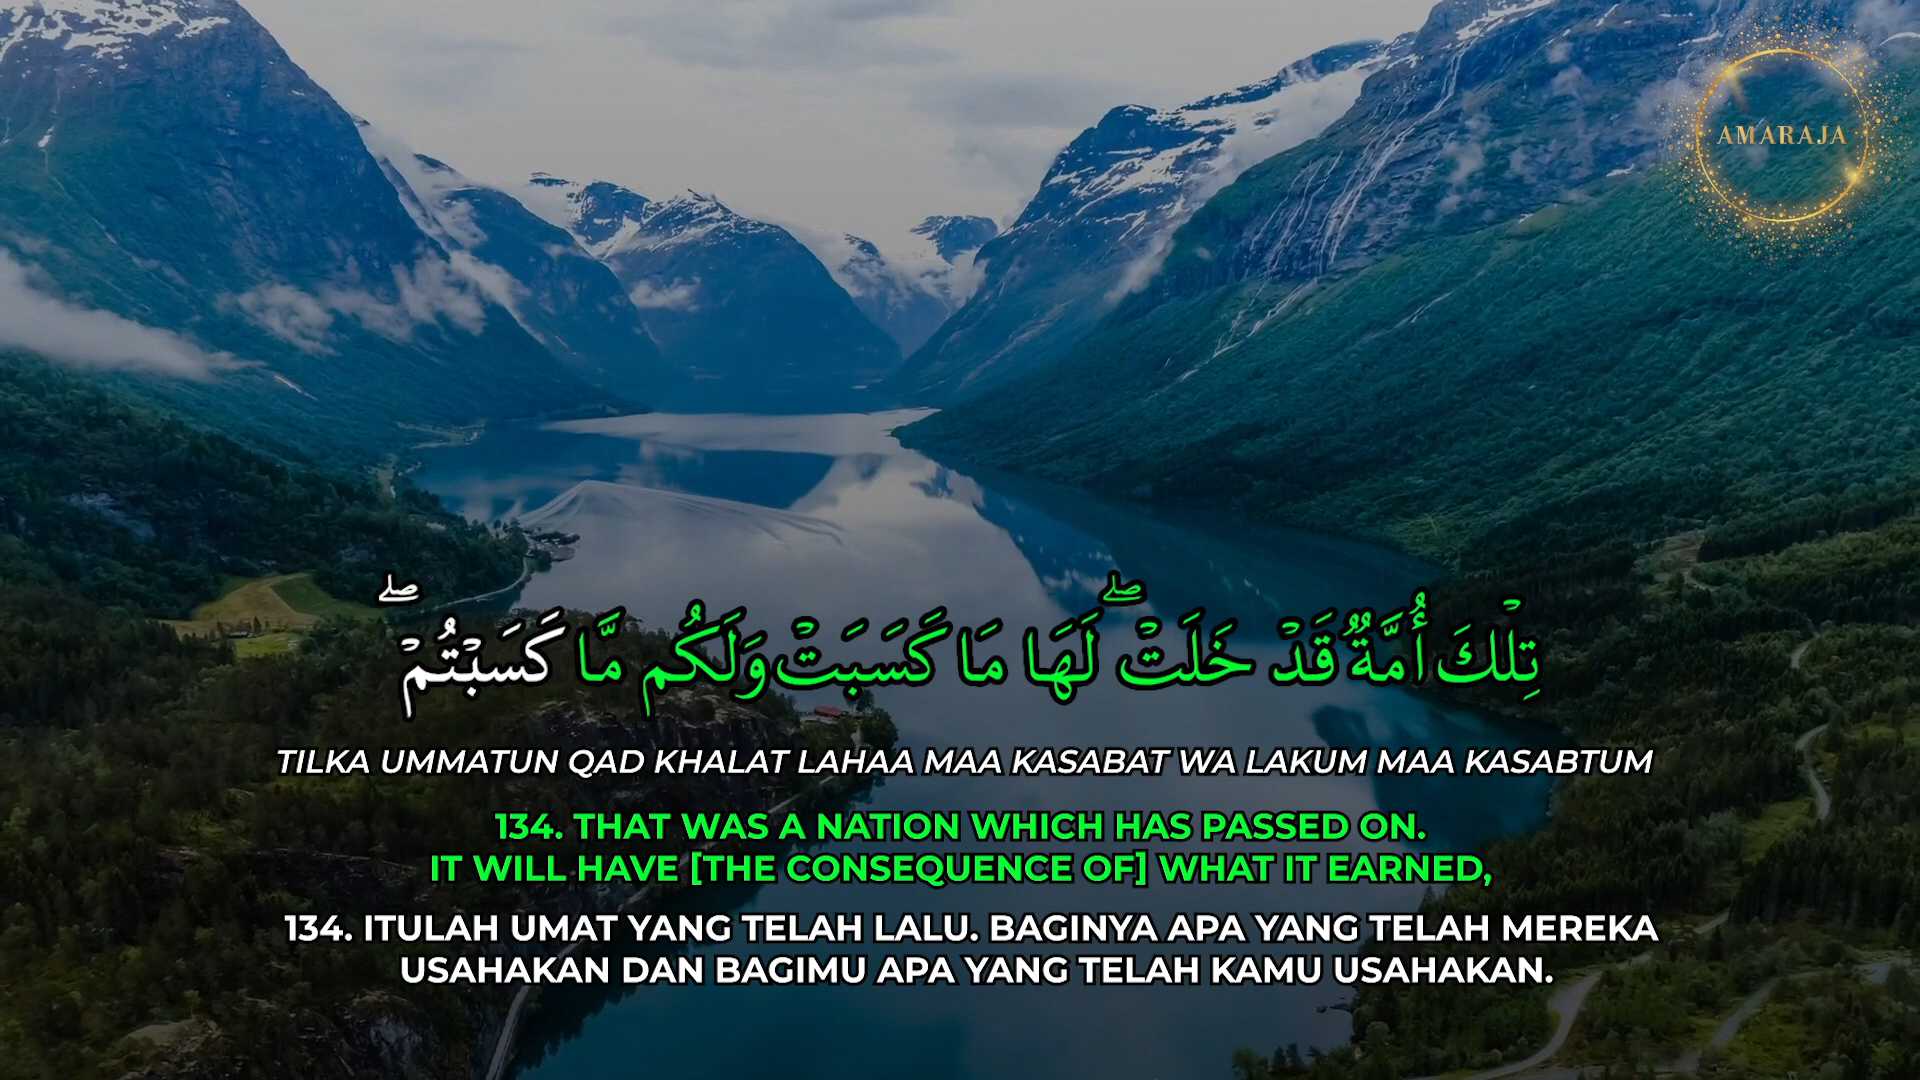 AMARAJA
تِلْكَ أُمَّةٌ قَدْ خَلَتْ ۖ لَهَا مَا كَسَبَتْ وَلَكُم مَّا كَسَبْتُمْ ۖ
TILKA UMMATUN QAD KHALAT LAHAA MAA KASABAT WA LAKUM MAA KASABTUM
134. THAT WAS A NATION WHICH HAS PASSED ON.
IT WILL HAVE [THE CONSEQUENCE OF] WHAT IT EARNED,
134. ITULAH UMAT YANG TELAH LALU. BAGINYA APA YANG TELAH MEREKA
USAHAKAN DAN BAGIMU APA YANG TELAH KAMU USAHAKAN.